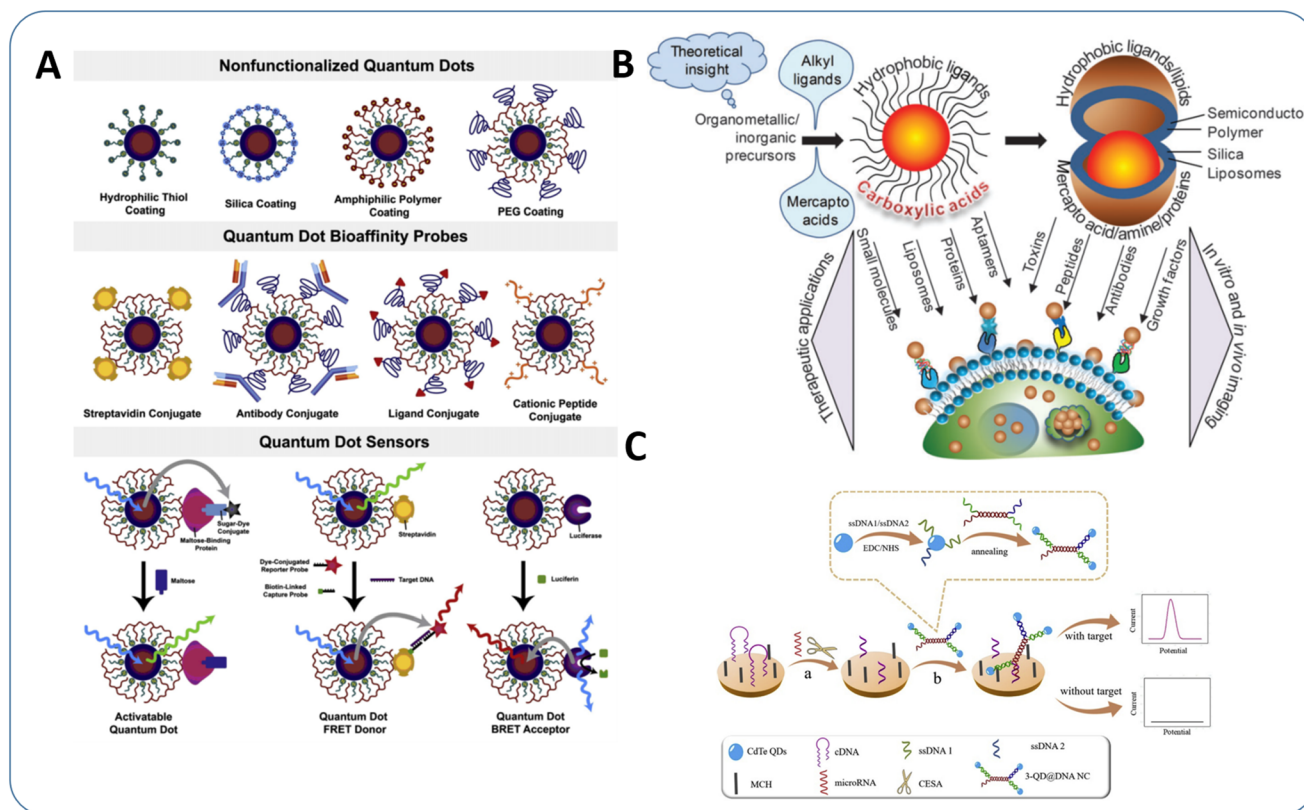 A
Nonfunctionalized Quantum Dots
Hydrophilic Thiol
Coating
Silica Coating
Amphiphilic Polymer
Coating
PEG Coating
Quantum Dot Bioaffinity Probes
Streptavidin Conjugate
Antibody Conjugate
Ligand Conjugate
Cationic Peptide
Conjugate
Quantum Dot Sensors
Sugar-Dye
Conjugate
Maltose-Binding
Protein
Maltose
Activatable
Quantum Dot
Streptavidin
Dye-Conjugated
Reporter Probe
Biotin-Linked
Capture Probe
Target DNA
Quantum Dot
FRET Donor
Luciferase
Luciferin
Quantum Dot
BRET Acceptor
B
Theoretical
insight
Alkyl
ligands
Organometallic/
inorganic
precursors
Mercapto
acids
Hydrophobic ligands
Carboxylic acids
Hydrophobic ligands/lipids
Semiconducto
Polymer
Silica
Liposomes
Mercapto acid/amine/proteins
Therapeutic applications
Small molecules
Liposomes
Proteins
Aptamers
Toxins
Peptides
Antibodies
Growth factors
In vitro and in vivo imaging
C
ssDNA1/ssDNA2
EDC/NHS
annealing
a
b
with target
Current
Potential
without target
Current
Potential
CdTe QDs
cDNA
ssDNA 1
ssDNA 2
MCH
microRNA
CESA
3-QD@DNA NC